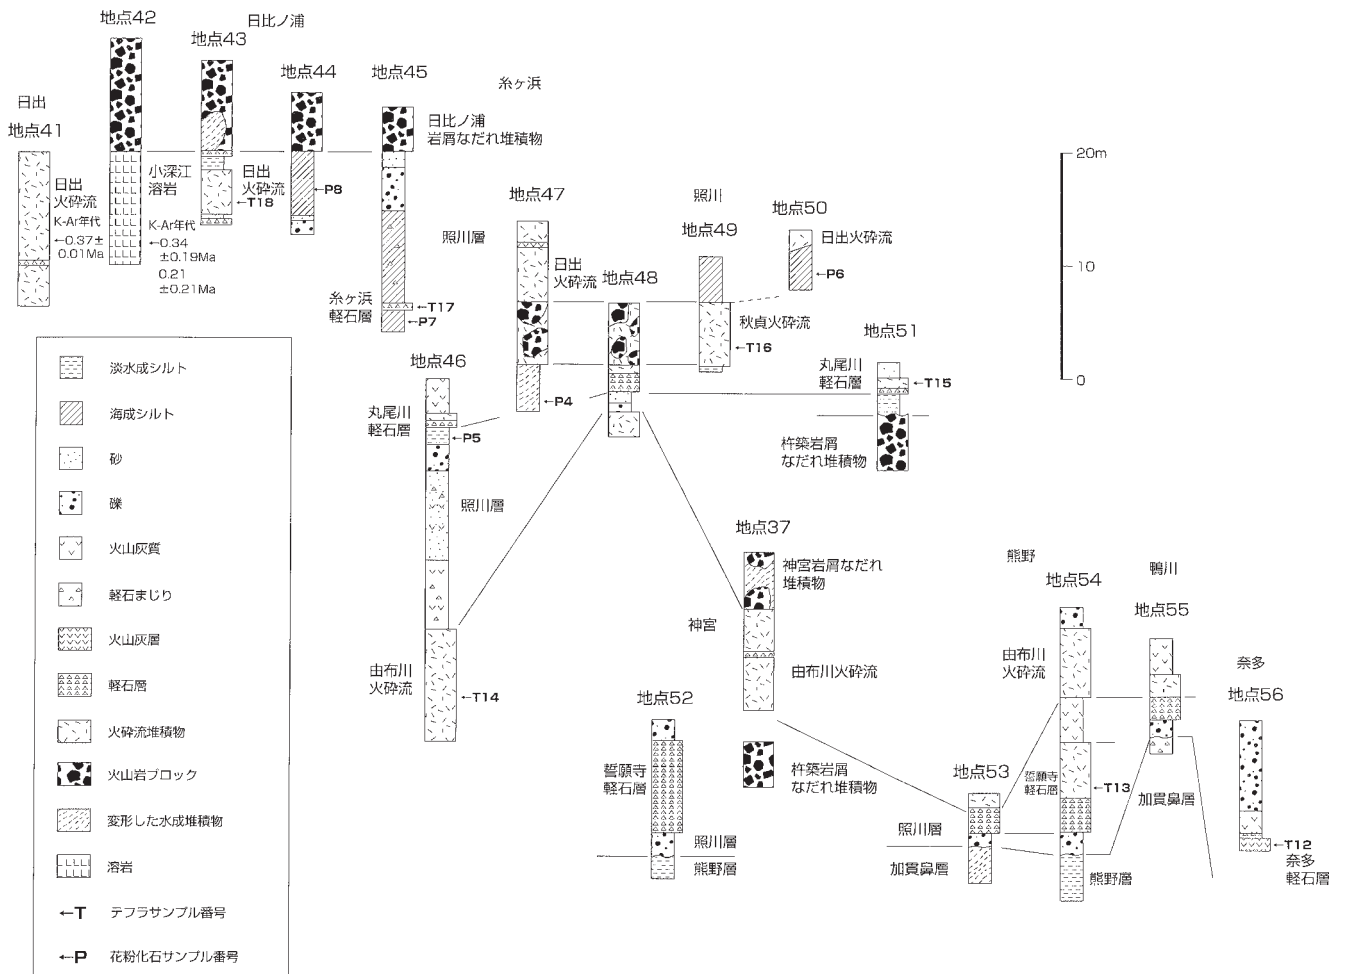 地点42
日比ノ浦
地点43
地点44
地点45
糸ヶ浜
日出
地点41
日比ノ浦
岩屑なだれ堆積物
日出
火砕流
K-Ar年代
←0.37±
0.01Ma
小深江
溶岩
K-Ar年代
←0.34
±0.19Ma
0.21
±0.21Ma
日出
火砕流
←T18
←P8
照川層
糸ヶ浜
軽石層
←T17
←P7
地点47
照川
地点49
地点50
日出火砕流
←P6
日出
火砕流
地点48
秋貞火砕流
←T16
地点51
丸尾川
軽石層
←T15
杵築岩屑
なだれ堆積物
地点46
←P4
丸尾川
軽石層
←P5
照川層
由布川
火砕流
←T14
地点37
神宮岩屑なだれ
堆積物
神宮
由布川火砕流
杵築岩屑
なだれ堆積物
地点52
誓願寺
軽石層
照川層
熊野層
熊野
地点54
鴨川
地点55
奈多
地点56
由布川
火砕流
地点53
誓願寺
軽石層
←T13
照川層
加貫鼻層
熊野層
加貫鼻層
←T12
奈多
軽石層
20m
10
0
淡水成シルト
海成シルト
砂
礫
火山灰質
軽石まじり
火山灰層
軽石層
火砕流堆積物
火山岩ブロック
変形した水成堆積物
溶岩
←T テフラサンプル番号
←P 花粉化石サンプル番号